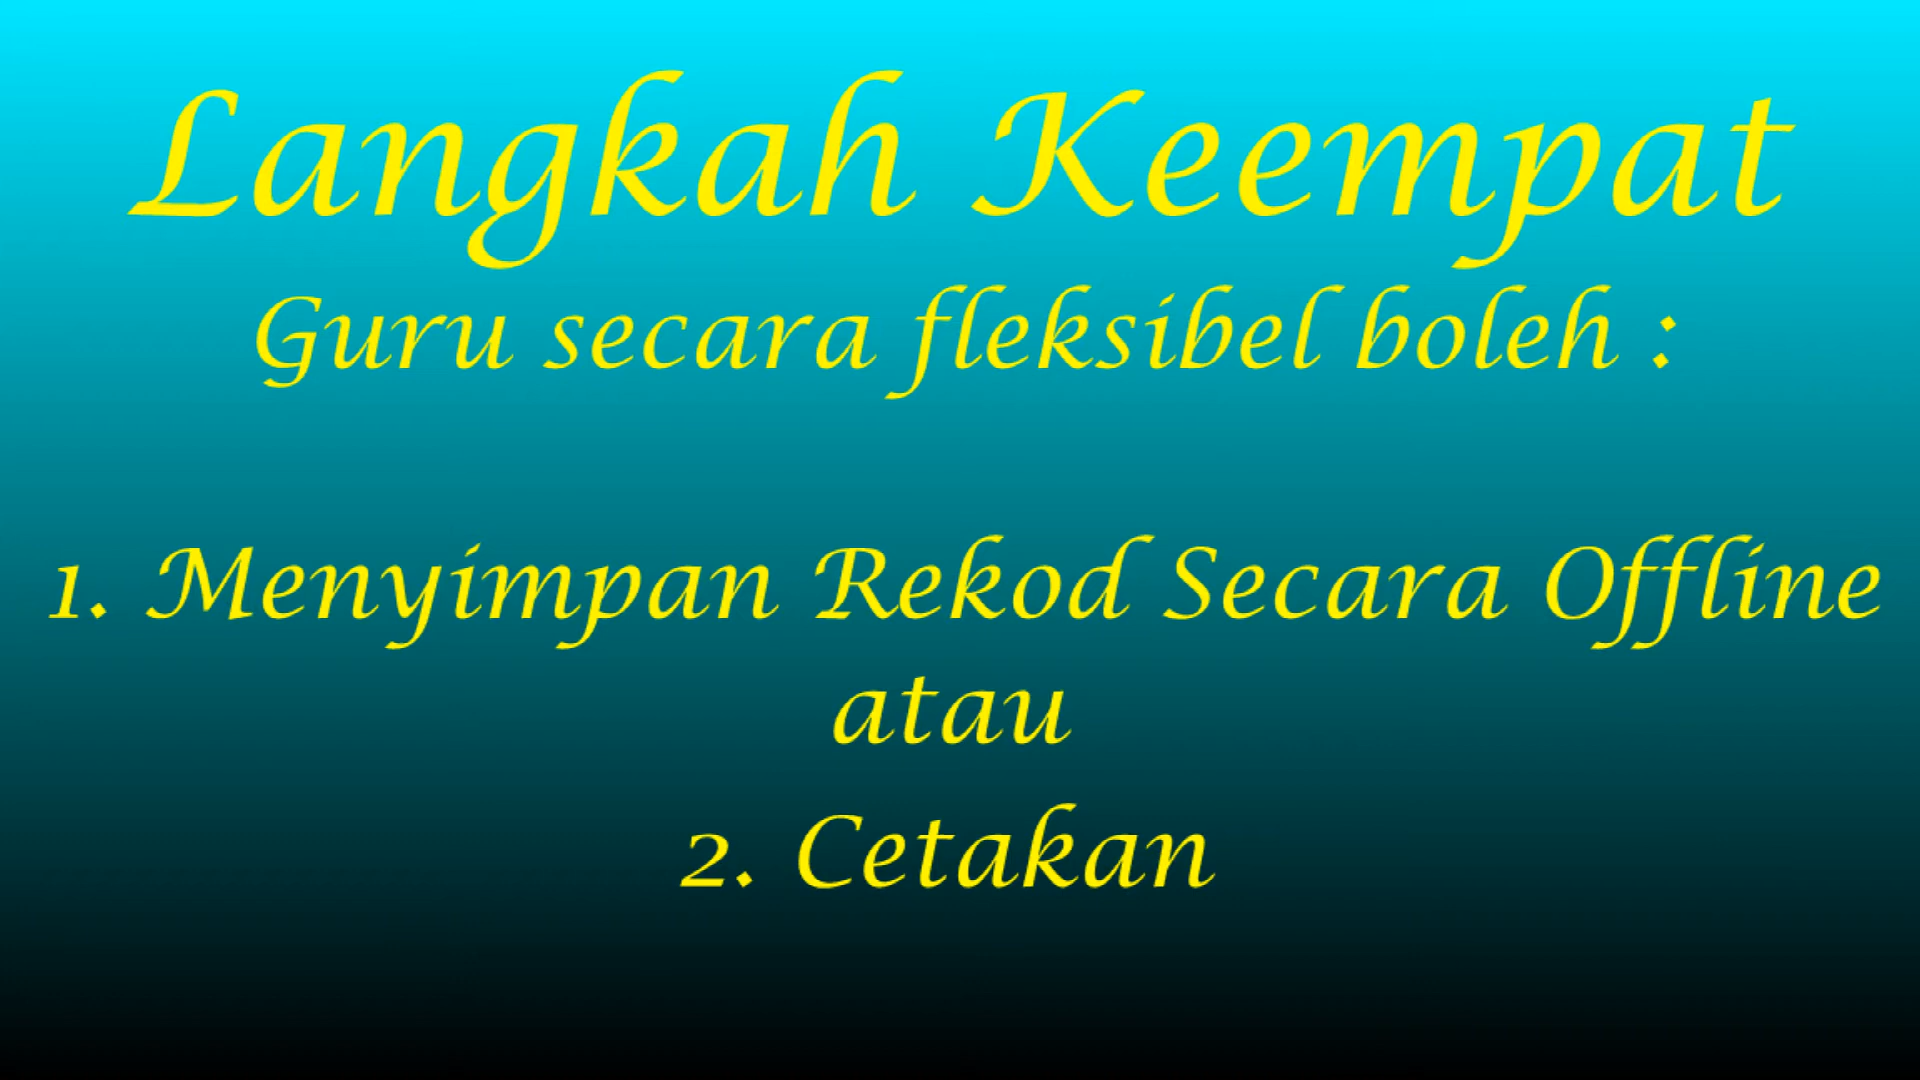 Langkah Keempat
Guru secara fleksibel boleh :
1. Menyimpan Rekod Secara Offline
atau
2. Cetakan